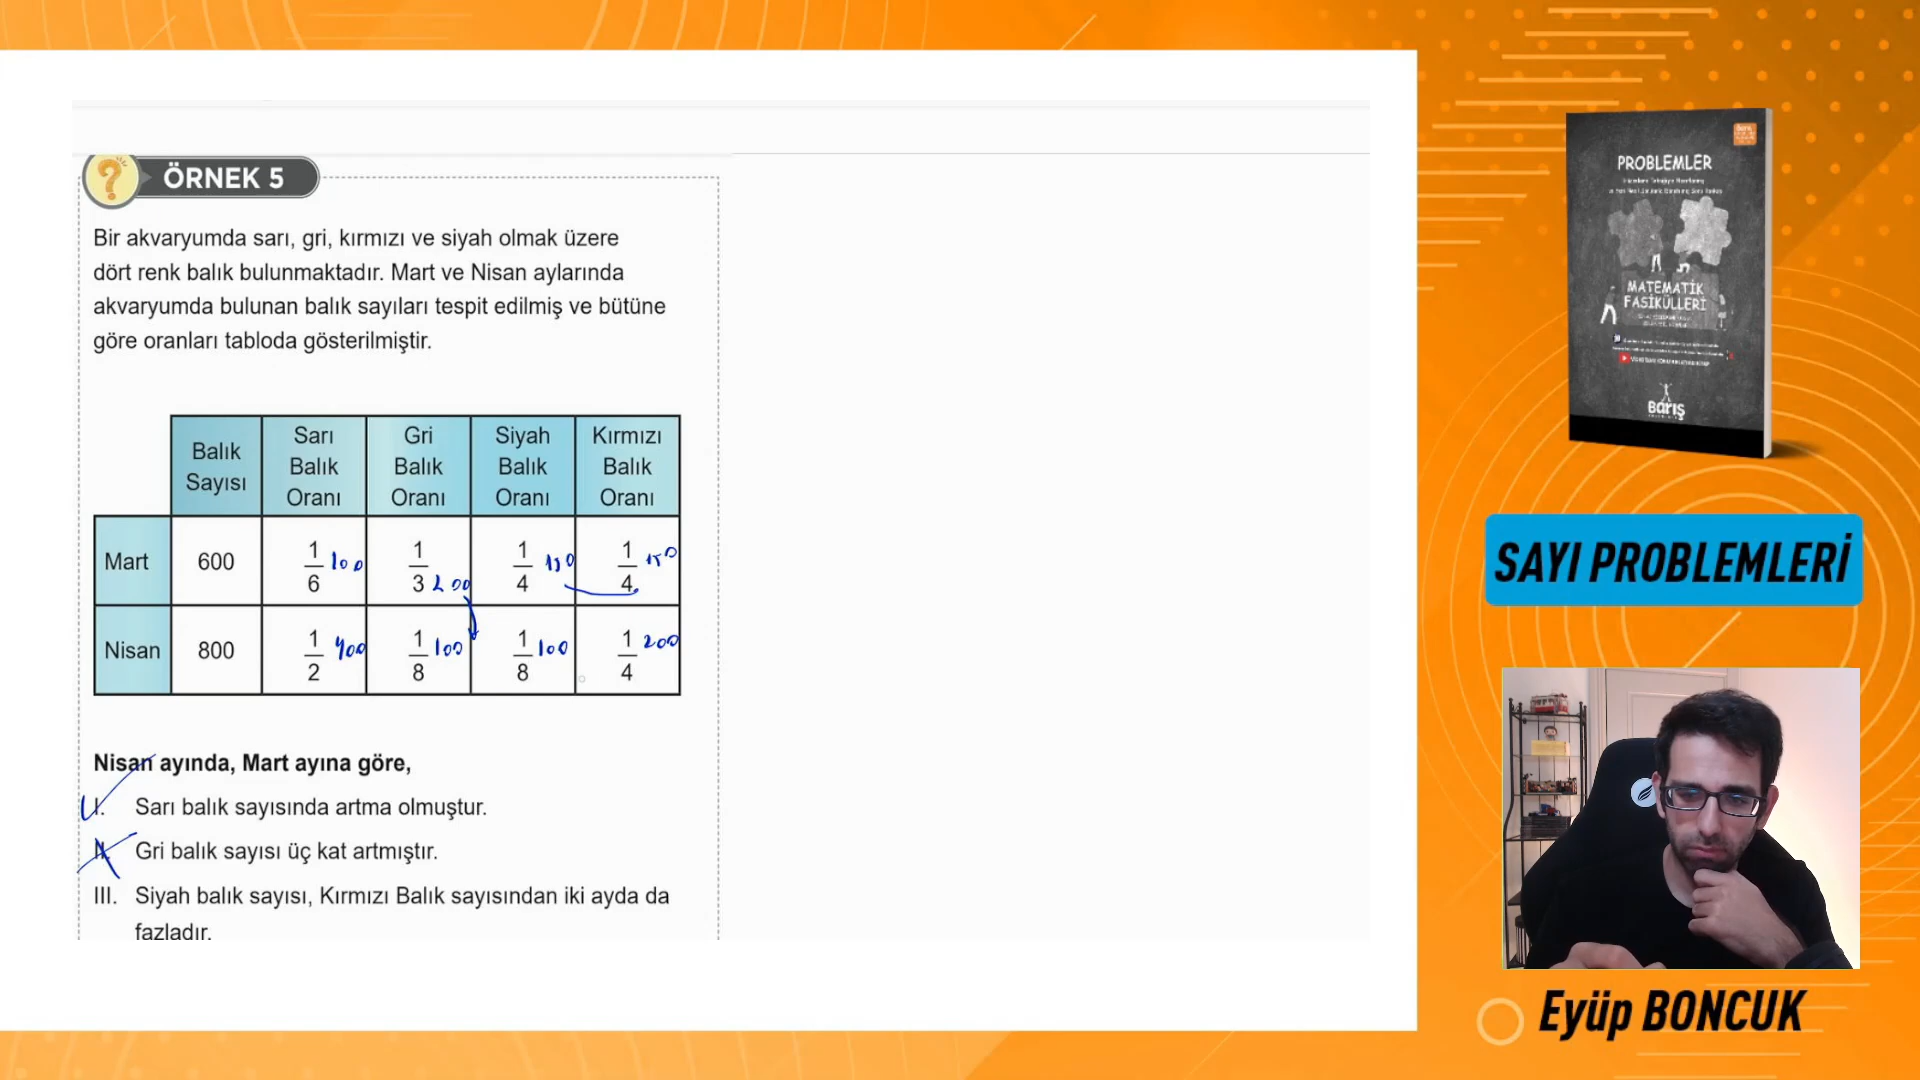 ÖRNEK 5
Bir akvaryumda sarı, gri, kırmızı ve siyah olmak üzere
dört renk balık bulunmaktadır. Mart ve Nisan aylarında
akvaryumda bulunan balık sayıları tespit edilmiş ve bütüne
göre oranları tabloda gösterilmiştir.
Balık Sayısı
Sarı Balık Oranı
Gri Balık Oranı
Siyah Balık Oranı
Kırmızı Balık Oranı
Mart 600 1/6 100 1/3 200 1/4 150 1/4 150
Nisan 800 1/2 400 1/8 100 1/8 100 1/4 200
Nisan ayında, Mart ayına göre,
I. Sarı balık sayısında artma olmuştur.
II. Gri balık sayısı üç kat artmıştır.
III. Siyah balık sayısı, Kırmızı Balık sayısından iki ayda da
fazladır.
PROBLEMLER
MATEMATİK
FASİKÜLLERİ
Barış
SAYI PROBLEMLERİ
Eyüp BONCUK